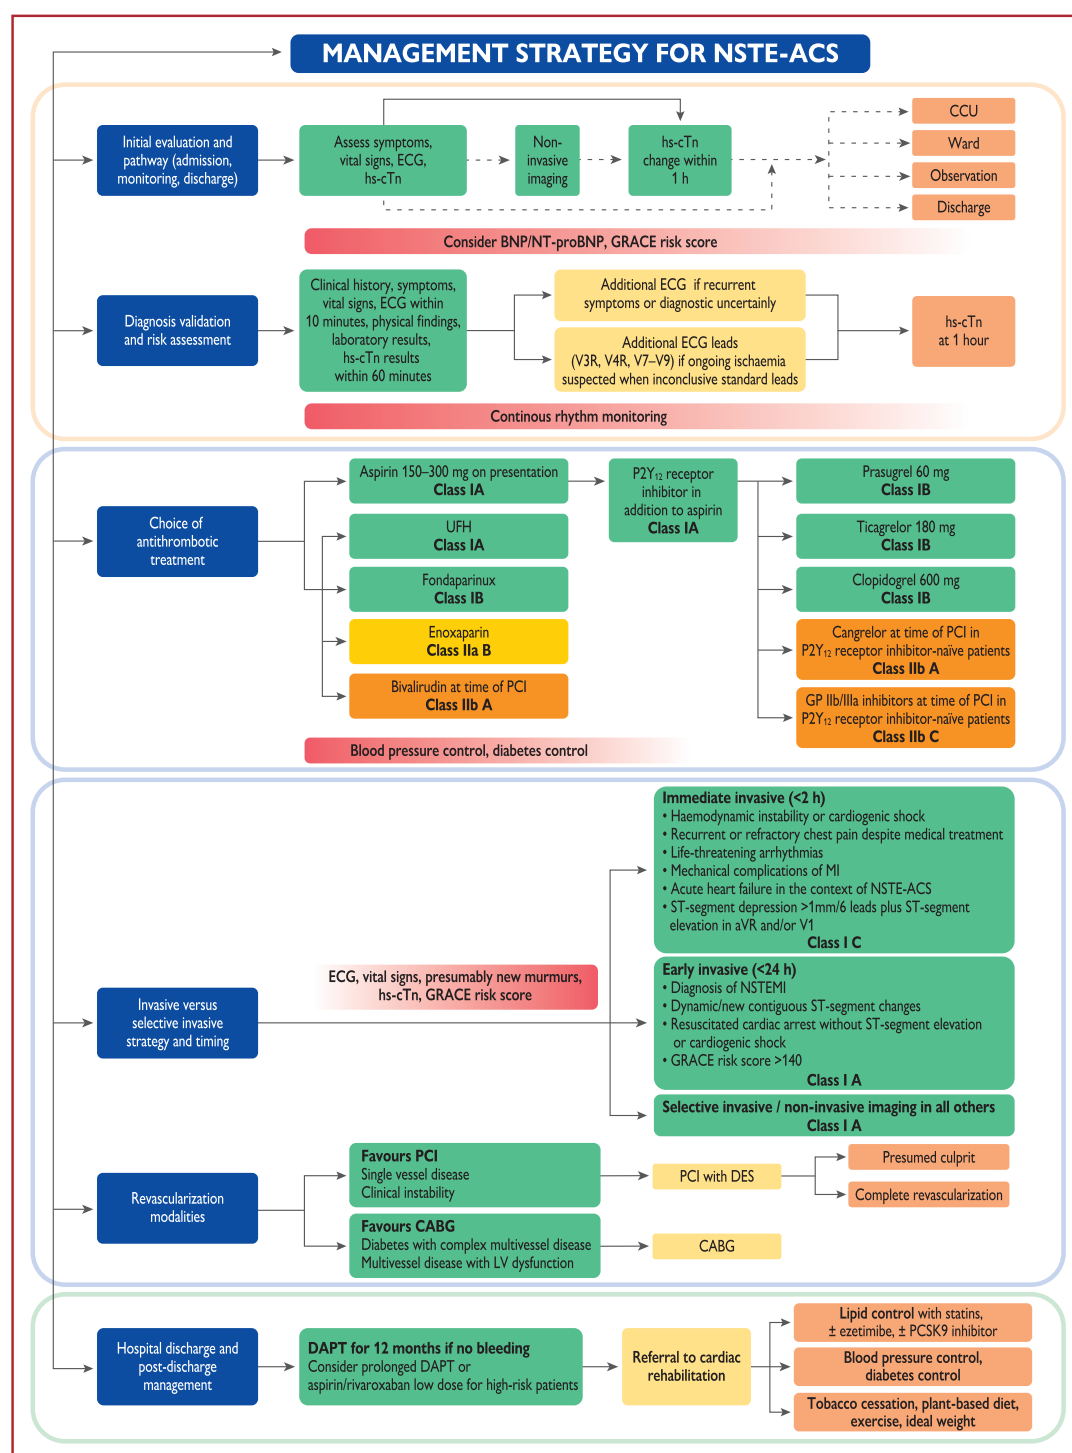 MANAGEMENT STRATEGY FOR NSTE-ACS
Initial evaluation and
pathway (admission,
monitoring, discharge)
Assess symptoms,
vital signs, ECG,
hs-cTn
Non-
invasive
imaging
hs-cTn
change within
1 h
CCU
Ward
Observation
Discharge
Consider BNP/NT-proBNP, GRACE risk score
Diagnosis validation
and risk assessment
Clinical history, symptoms,
vital signs, ECG within
10 minutes, physical findings,
laboratory results,
hs-cTn results
within 60 minutes
Additional ECG if recurrent
symptoms or diagnostic uncertainly
Additional ECG leads
(V3R, V4R, V7–V9) if ongoing ischaemia
suspected when inconclusive standard leads
hs-cTn
at 1 hour
Continous rhythm monitoring
Choice of
antithrombotic
treatment
Aspirin 150–300 mg on presentation
Class IA
UFH
Class IA
Fondaparinux
Class IB
Enoxaparin
Class IIa B
Bivalirudin at time of PCI
Class IIb A
P2Y₁₂ receptor
inhibitor in
addition to aspirin
Class IA
Prasugrel 60 mg
Class IB
Ticagrelor 180 mg
Class IB
Clopidogrel 600 mg
Class IB
Cangrelor at time of PCI in
P2Y₁₂ receptor inhibitor-naïve patients
Class IIb A
GP IIb/IIIa inhibitors at time of PCI in
P2Y₁₂ receptor inhibitor-naïve patients
Class IIb C
Blood pressure control, diabetes control
Invasive versus
selective invasive
strategy and timing
ECG, vital signs, presumably new murmurs,
hs-cTn, GRACE risk score
Immediate invasive (<2 h)
• Haemodynamic instability or cardiogenic shock
• Recurrent or refractory chest pain despite medical treatment
• Life-threatening arrhythmias
• Mechanical complications of MI
• Acute heart failure in the context of NSTE-ACS
• ST-segment depression >1mm/6 leads plus ST-segment
elevation in aVR and/or V1
Class I C
Early invasive (<24 h)
• Diagnosis of NSTEMI
• Dynamic/new contiguous ST-segment changes
• Resuscitated cardiac arrest without ST-segment elevation
or cardiogenic shock
• GRACE risk score >140
Class I A
Selective invasive / non-invasive imaging in all others
Class I A
Revascularization
modalities
Favours PCI
Single vessel disease
Clinical instability
PCI with DES
Presumed culprit
Complete revascularization
Favours CABG
Diabetes with complex multivessel disease
Multivessel disease with LV dysfunction
CABG
Hospital discharge and
post-discharge
management
DAPT for 12 months if no bleeding
Consider prolonged DAPT or
aspirin/rivaroxaban low dose for high-risk patients
Referral to cardiac
rehabilitation
Lipid control with statins,
± ezetimibe, ± PCSK9 inhibitor
Blood pressure control,
diabetes control
Tobacco cessation, plant-based diet,
exercise, ideal weight